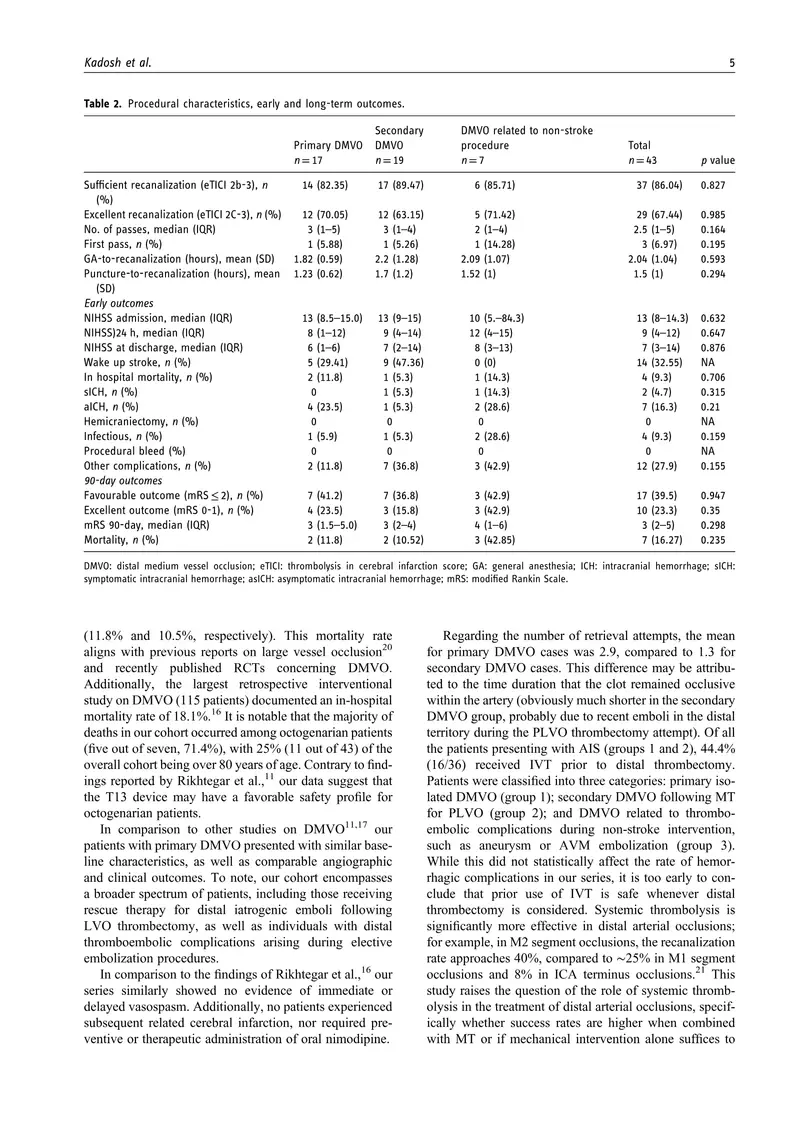 Kadosh et al. 5
Table 2. Procedural characteristics, early and long-term outcomes.
Primary DMVO n = 17 | Secondary DMVO n = 19 | DMVO related to non-stroke procedure n = 7 | Total n = 43 | p value
Sufficient recanalization (eTICI 2b-3), n (%) 14 (82.35) 17 (89.47) 6 (85.71) 37 (86.04) 0.827
Excellent recanalization (eTICI 2C-3), n (%) 12 (70.05) 12 (63.15) 5 (71.42) 29 (67.44) 0.985
No. of passes, median (IQR) 3 (1–5) 3 (1–4) 2 (1–4) 2.5 (1–5) 0.164
First pass, n (%) 1 (5.88) 1 (5.26) 1 (14.28) 3 (6.97) 0.195
GA-to-recanalization (hours), mean (SD) 1.82 (0.59) 2.2 (1.28) 2.09 (1.07) 2.04 (1.04) 0.593
Puncture-to-recanalization (hours), mean (SD) 1.23 (0.62) 1.7 (1.2) 1.52 (1) 1.5 (1) 0.294
Early outcomes
NIHSS admission, median (IQR) 13 (8.5–15.0) 13 (9–15) 10 (5.–84.3) 13 (8–14.3) 0.632
NIHSS)24 h, median (IQR) 8 (1–12) 9 (4–14) 12 (4–15) 9 (4–12) 0.647
NIHSS at discharge, median (IQR) 6 (1–6) 7 (2–14) 8 (3–13) 7 (3–14) 0.876
Wake up stroke, n (%) 5 (29.41) 9 (47.36) 0 (0) 14 (32.55) NA
In hospital mortality, n (%) 2 (11.8) 1 (5.3) 1 (14.3) 4 (9.3) 0.706
sICH, n (%) 0 1 (5.3) 1 (14.3) 2 (4.7) 0.315
aICH, n (%) 4 (23.5) 1 (5.3) 2 (28.6) 7 (16.3) 0.21
Hemicraniectomy, n (%) 0 0 0 0 NA
Infectious, n (%) 1 (5.9) 1 (5.3) 2 (28.6) 4 (9.3) 0.159
Procedural bleed (%) 0 0 0 0 NA
Other complications, n (%) 2 (11.8) 7 (36.8) 3 (42.9) 12 (27.9) 0.155
90-day outcomes
Favourable outcome (mRS ≤ 2), n (%) 7 (41.2) 7 (36.8) 3 (42.9) 17 (39.5) 0.947
Excellent outcome (mRS 0-1), n (%) 4 (23.5) 3 (15.8) 3 (42.9) 10 (23.3) 0.35
mRS 90-day, median (IQR) 3 (1.5–5.0) 3 (2–4) 4 (1–6) 3 (2–5) 0.298
Mortality, n (%) 2 (11.8) 2 (10.52) 3 (42.85) 7 (16.27) 0.235
DMVO: distal medium vessel occlusion; eTICI: thrombolysis in cerebral infarction score; GA: general anesthesia; ICH: intracranial hemorrhage; sICH:
symptomatic intracranial hemorrhage; asICH: asymptomatic intracranial hemorrhage; mRS: modified Rankin Scale.
(11.8% and 10.5%, respectively). This mortality rate
aligns with previous reports on large vessel occlusion20
and recently published RCTs concerning DMVO.
Additionally, the largest retrospective interventional
study on DMVO (115 patients) documented an in-hospital
mortality rate of 18.1%.16 It is notable that the majority of
deaths in our cohort occurred among octogenarian patients
(five out of seven, 71.4%), with 25% (11 out of 43) of the
overall cohort being over 80 years of age. Contrary to find-
ings reported by Rikhtegar et al.,11 our data suggest that
the T13 device may have a favorable safety profile for
octogenarian patients.
In comparison to other studies on DMVO11,17 our
patients with primary DMVO presented with similar base-
line characteristics, as well as comparable angiographic
and clinical outcomes. To note, our cohort encompasses
a broader spectrum of patients, including those receiving
rescue therapy for distal iatrogenic emboli following
LVO thrombectomy, as well as individuals with distal
thromboembolic complications arising during elective
embolization procedures.
In comparison to the findings of Rikhtegar et al.,16 our
series similarly showed no evidence of immediate or
delayed vasospasm. Additionally, no patients experienced
subsequent related cerebral infarction, nor required pre-
ventive or therapeutic administration of oral nimodipine.
Regarding the number of retrieval attempts, the mean
for primary DMVO cases was 2.9, compared to 1.3 for
secondary DMVO cases. This difference may be attribu-
ted to the time duration that the clot remained occlusive
within the artery (obviously much shorter in the secondary
DMVO group, probably due to recent emboli in the distal
territory during the PLVO thrombectomy attempt). Of all
the patients presenting with AIS (groups 1 and 2), 44.4%
(16/36) received IVT prior to distal thrombectomy.
Patients were classified into three categories: primary iso-
lated DMVO (group 1); secondary DMVO following MT
for PLVO (group 2); and DMVO related to thrombo-
embolic complications during non-stroke intervention,
such as aneurysm or AVM embolization (group 3).
While this did not statistically affect the rate of hemor-
rhagic complications in our series, it is too early to con-
clude that prior use of IVT is safe whenever distal
thrombectomy is considered. Systemic thrombolysis is
significantly more effective in distal arterial occlusions;
for example, in M2 segment occlusions, the recanalization
rate approaches 40%, compared to ∼25% in M1 segment
occlusions and 8% in ICA terminus occlusions.21 This
study raises the question of the role of systemic thromb-
olysis in the treatment of distal arterial occlusions, specif-
ically whether success rates are higher when combined
with MT or if mechanical intervention alone suffices to